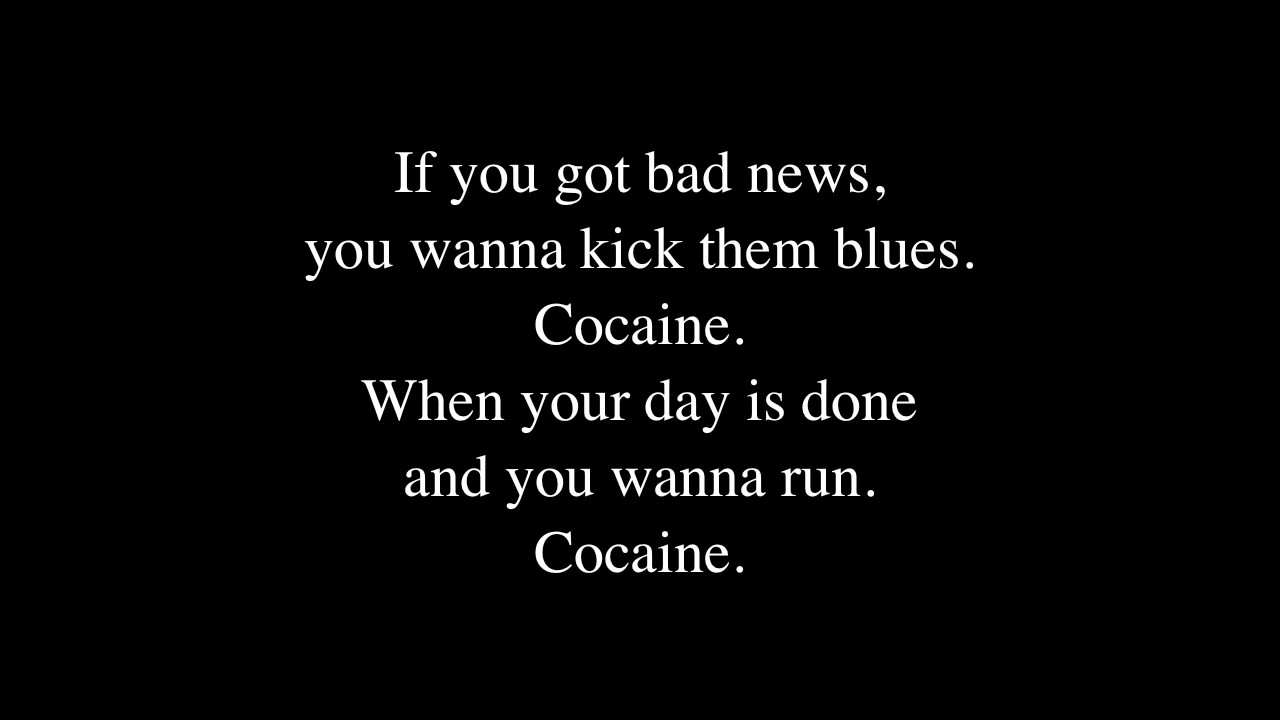 If you got bad news,
you wanna kick them blues.
Cocaine.
When your day is done
and you wanna run.
Cocaine.